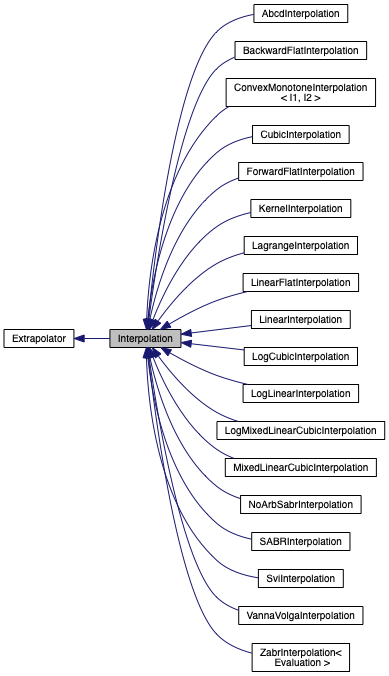 AbcdInterpolation
BackwardFlatInterpolation
ConvexMonotoneInterpolation
< I1, I2 >
CubicInterpolation
ForwardFlatInterpolation
KernelInterpolation
LagrangeInterpolation
LinearFlatInterpolation
LinearInterpolation
Extrapolator
Interpolation
LogCubicInterpolation
LogLinearInterpolation
LogMixedLinearCubicInterpolation
MixedLinearCubicInterpolation
NoArbSabrInterpolation
SABRInterpolation
SviInterpolation
VannaVolgaInterpolation
ZabrInterpolation<
Evaluation >